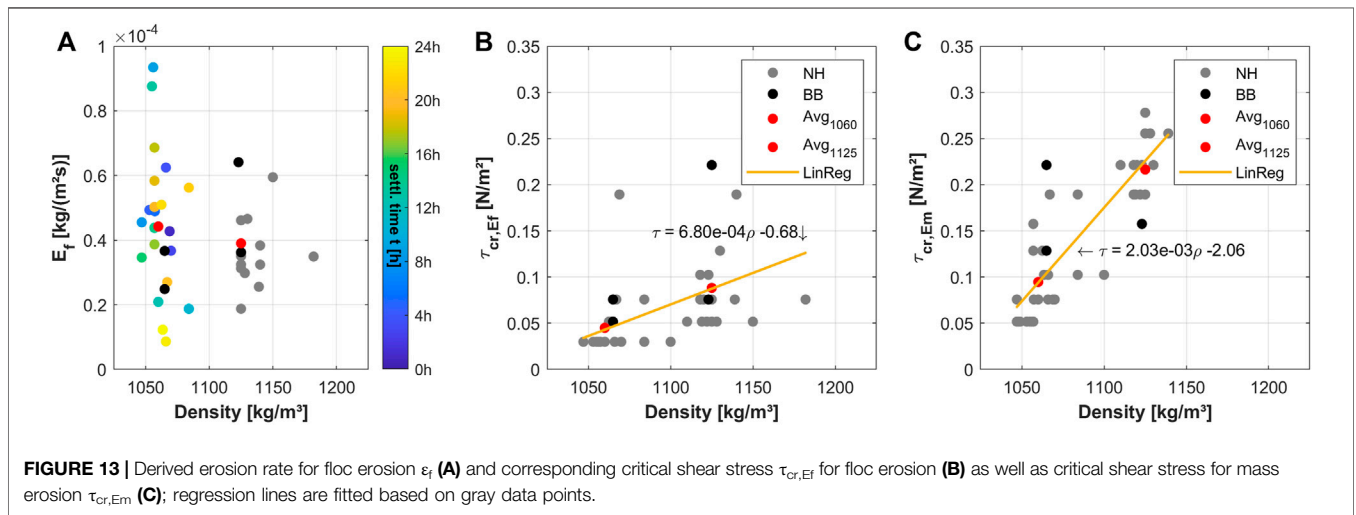 A
×10⁻⁴
1
0.8
0.6
0.4
0.2
0
E_f [kg/(m²s)]
1050 1100 1150 1200
Density [kg/m³]
24h
20h
16h
12h
8h
4h
0h
settl. time t [h]
B
0.35
0.3
0.25
0.2
0.15
0.1
0.05
0
τ_cr,Ef [N/m²]
NH
BB
Avg₁₀₆₀
Avg₁₁₂₅
LinReg
τ = 6.80e-04ρ -0.68↓
1050 1100 1150 1200
Density [kg/m³]
C
0.35
0.3
0.25
0.2
0.15
0.1
0.05
0
τ_cr,Em [N/m²]
NH
BB
Avg₁₀₆₀
Avg₁₁₂₅
LinReg
← τ = 2.03e-03ρ -2.06
1050 1100 1150 1200
Density [kg/m³]
FIGURE 13 | Derived erosion rate for floc erosion ε_f (A) and corresponding critical shear stress τ_cr,Ef for floc erosion (B) as well as critical shear stress for mass
erosion τ_cr,Em (C); regression lines are fitted based on gray data points.